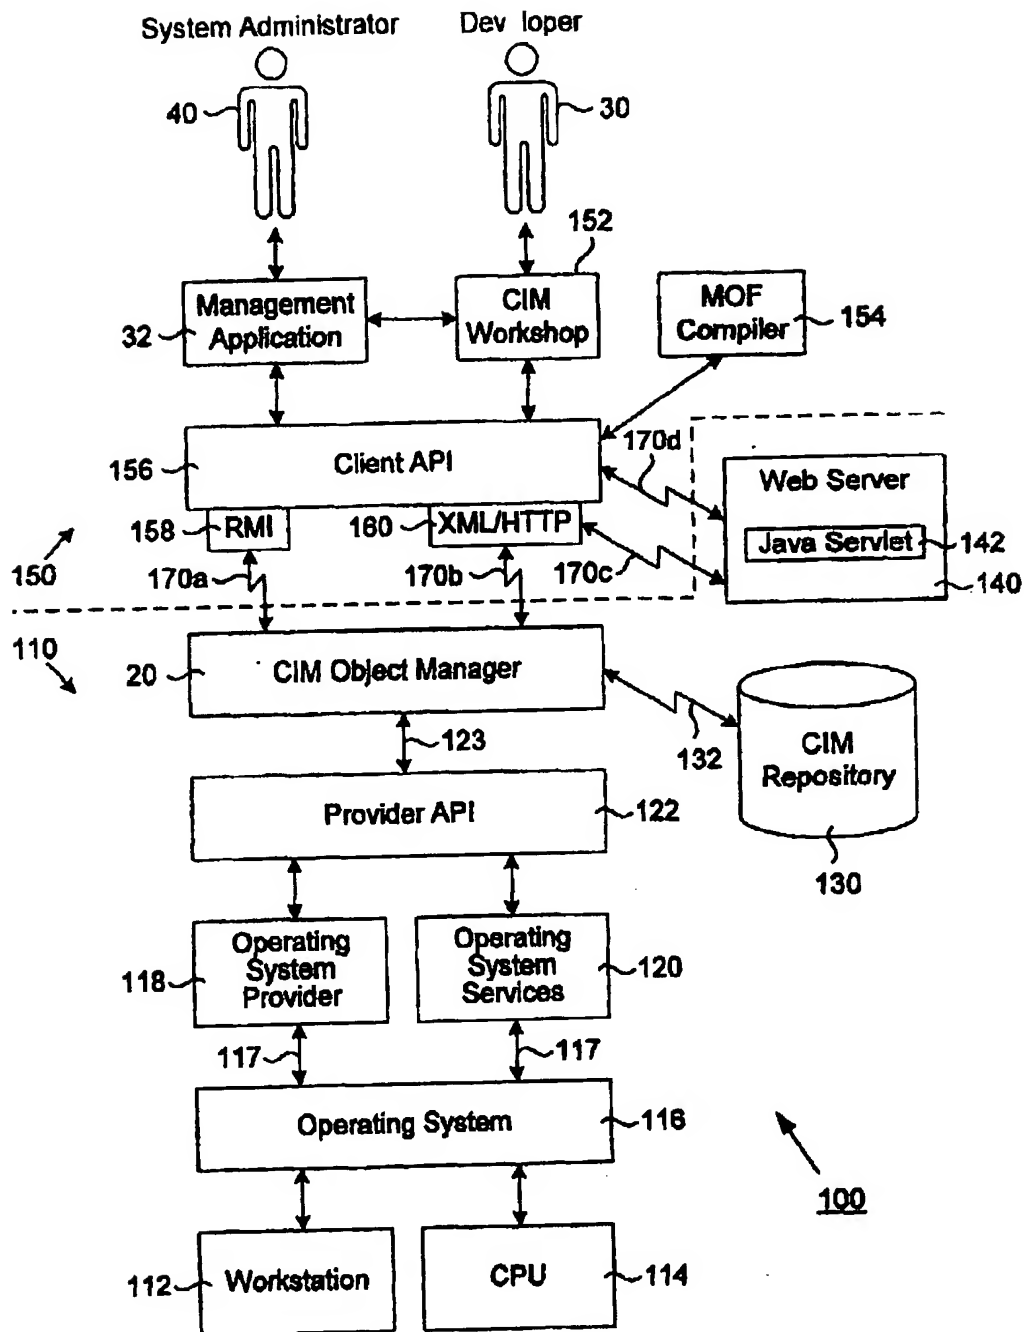 System Administrator
Dev loper
40
30
152
Management
Application
32
CIM
Workshop
MOF
Compiler
154
156
Client API
170d
Web Server
158
RMI
160
XML/HTTP
Java Servlet
142
150
170a
170b
170c
140
110
20
CIM Object Manager
123
132
CIM
Repository
Provider API
122
130
118
Operating
System
Provider
Operating
System
Services
120
117
117
Operating System
116
100
112
Workstation
CPU
114